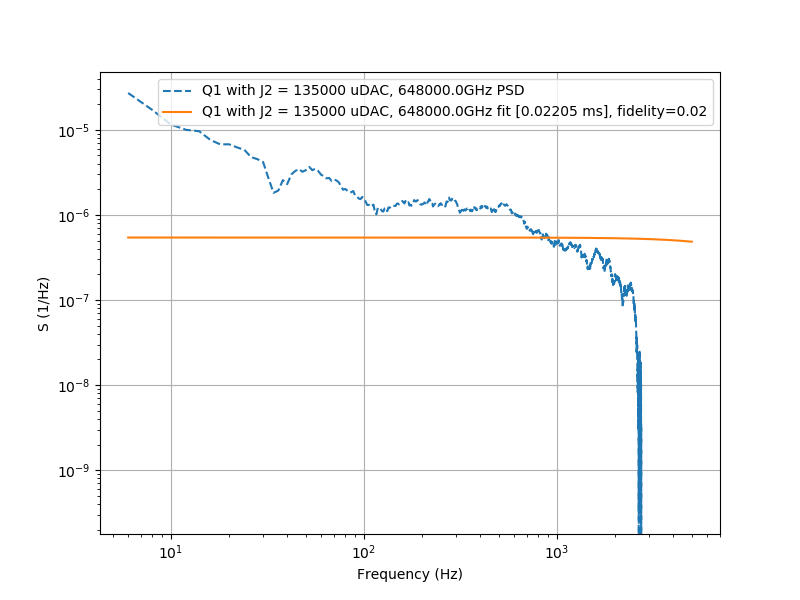 Q1 with J2 = 135000 uDAC, 648000.0GHz PSD
Q1 with J2 = 135000 uDAC, 648000.0GHz fit [0.02205 ms], fidelity=0.02
10⁻⁵
10⁻⁶
10⁻⁷
10⁻⁸
10⁻⁹
S (1/Hz)
10¹ 10² 10³
Frequency (Hz)